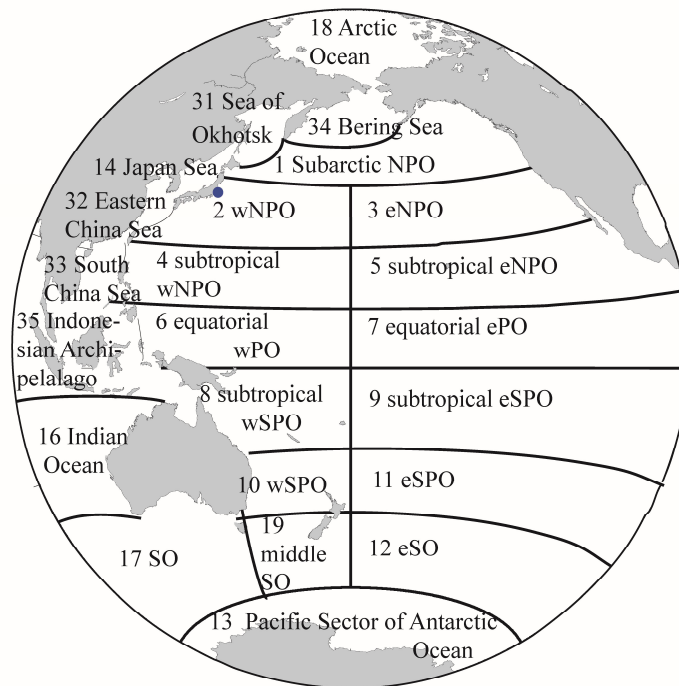 18 Arctic
Ocean
31 Sea of
Okhotsk
34 Bering Sea
14 Japan Sea
1 Subarctic NPO
32 Eastern
China Sea
2 wNPO
3 eNPO
33 South
China Sea
4 subtropical
wNPO
5 subtropical eNPO
35 Indone-
sian Archi-
pelalago
6 equatorial
wPO
7 equatorial ePO
8 subtropical
wSPO
9 subtropical eSPO
16 Indian
Ocean
10 wSPO
11 eSPO
17 SO
19
middle
SO
12 eSO
13 Pacific Sector of Antarctic
Ocean